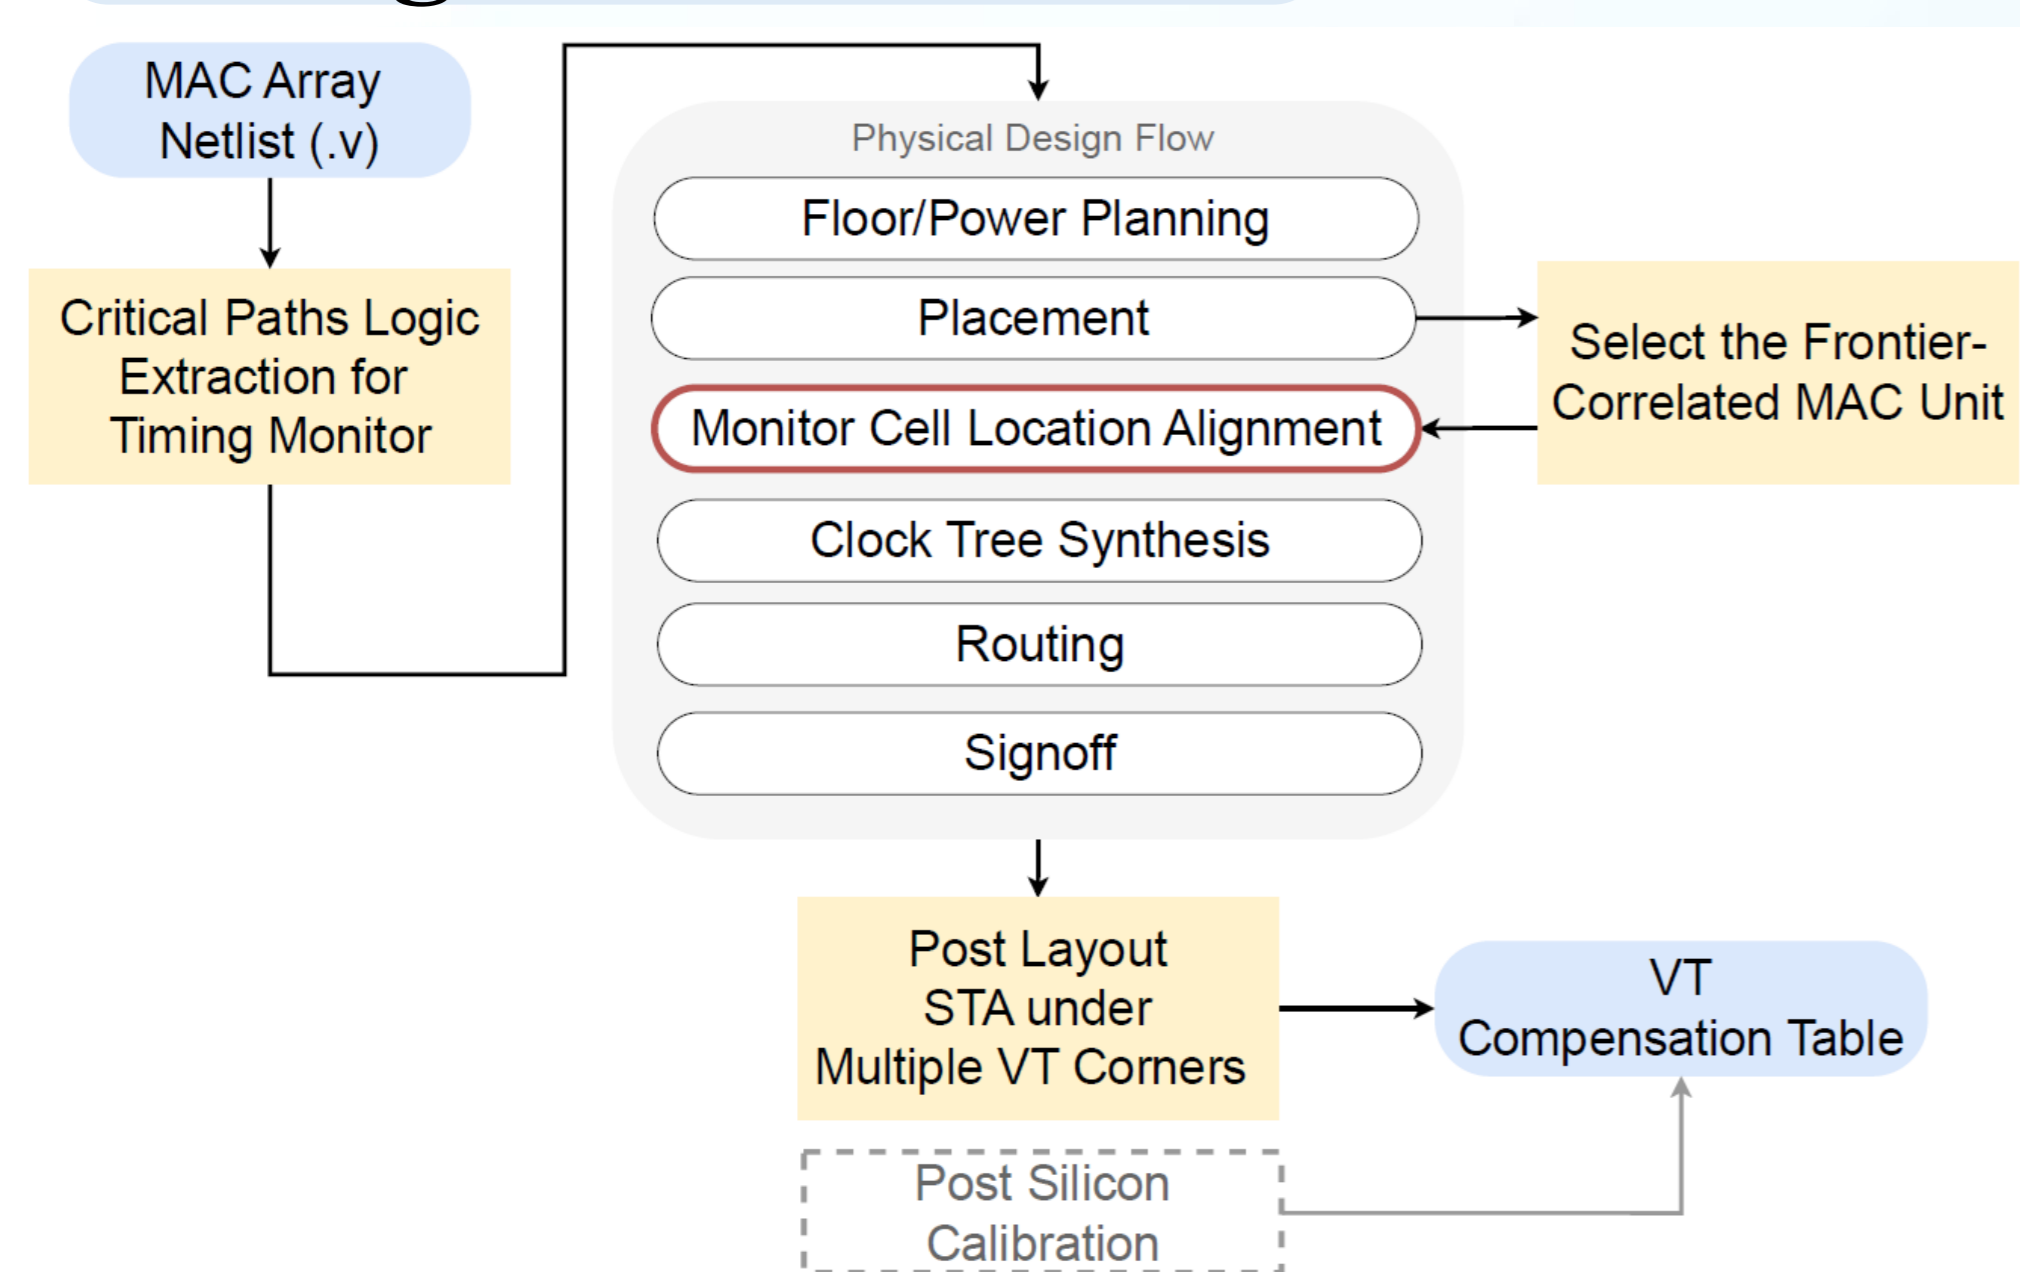 MAC Array
Netlist (.v)
Critical Paths Logic
Extraction for
Timing Monitor
Physical Design Flow
Floor/Power Planning
Placement
Monitor Cell Location Alignment
Clock Tree Synthesis
Routing
Signoff
Select the Frontier-
Correlated MAC Unit
Post Layout
STA under
Multiple VT Corners
VT
Compensation Table
Post Silicon
Calibration